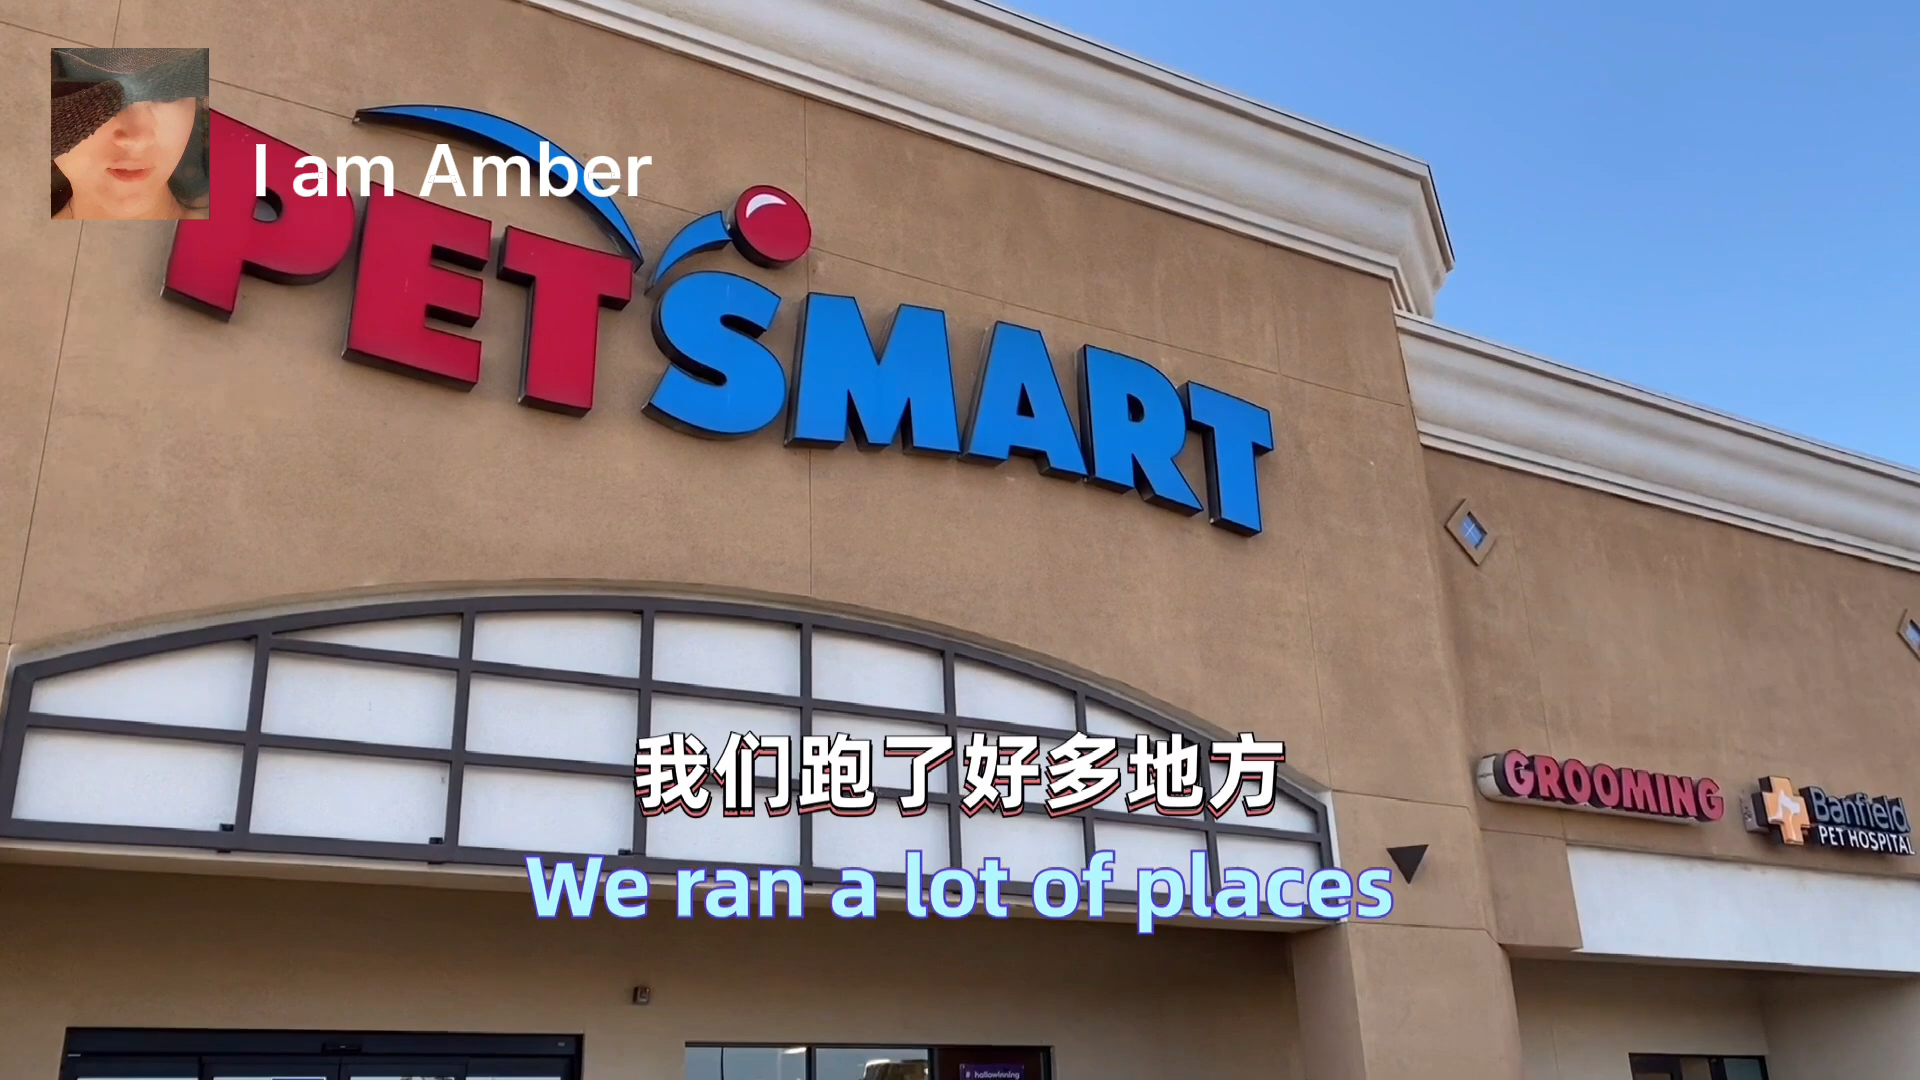 I am Amber
PETSMART
GROOMING
Banfield
PET HOSPITAL
我们跑了好多地方
We ran a lot of places
# hallowinning